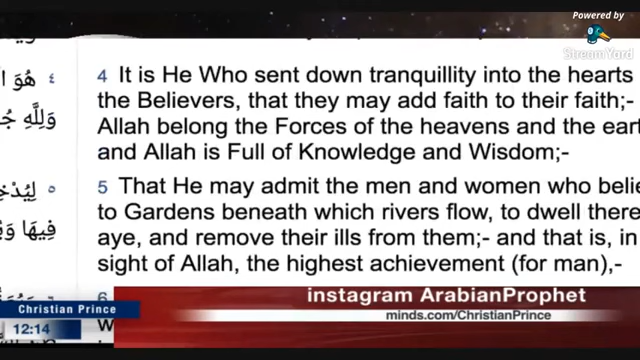 Powered by
StreamYard
هُوَ
4 It is He Who sent down tranquillity into the hearts
the Believers, that they may add faith to their faith;-
وَلِلَّهِ
Allah belong the Forces of the heavens and the
and Allah is Full of Knowledge and Wisdom;-
5 That He may admit the men and women who
to Gardens beneath which rivers flow, to dwell there
فِيهَا
aye, and remove their ills from them;- and that is, in
sight of Allah, the highest achievement (for man),-
6
instagram ArabianProphet
Christian Prince
minds.com/ChristianPrince
12:14